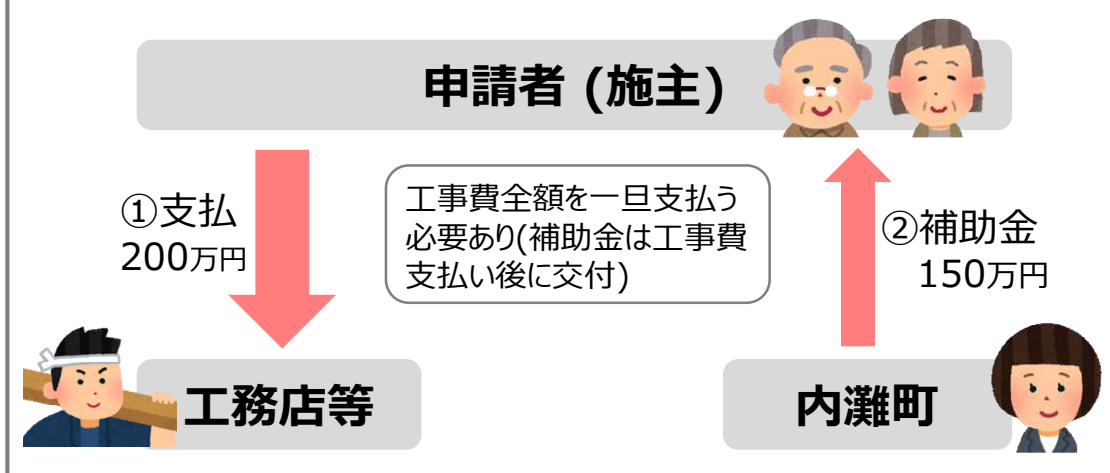 申請者 (施主)
①支払
200万円
工事費全額を一旦支払う
必要あり(補助金は工事費
支払い後に交付)
②補助金
150万円
工務店等
内灘町